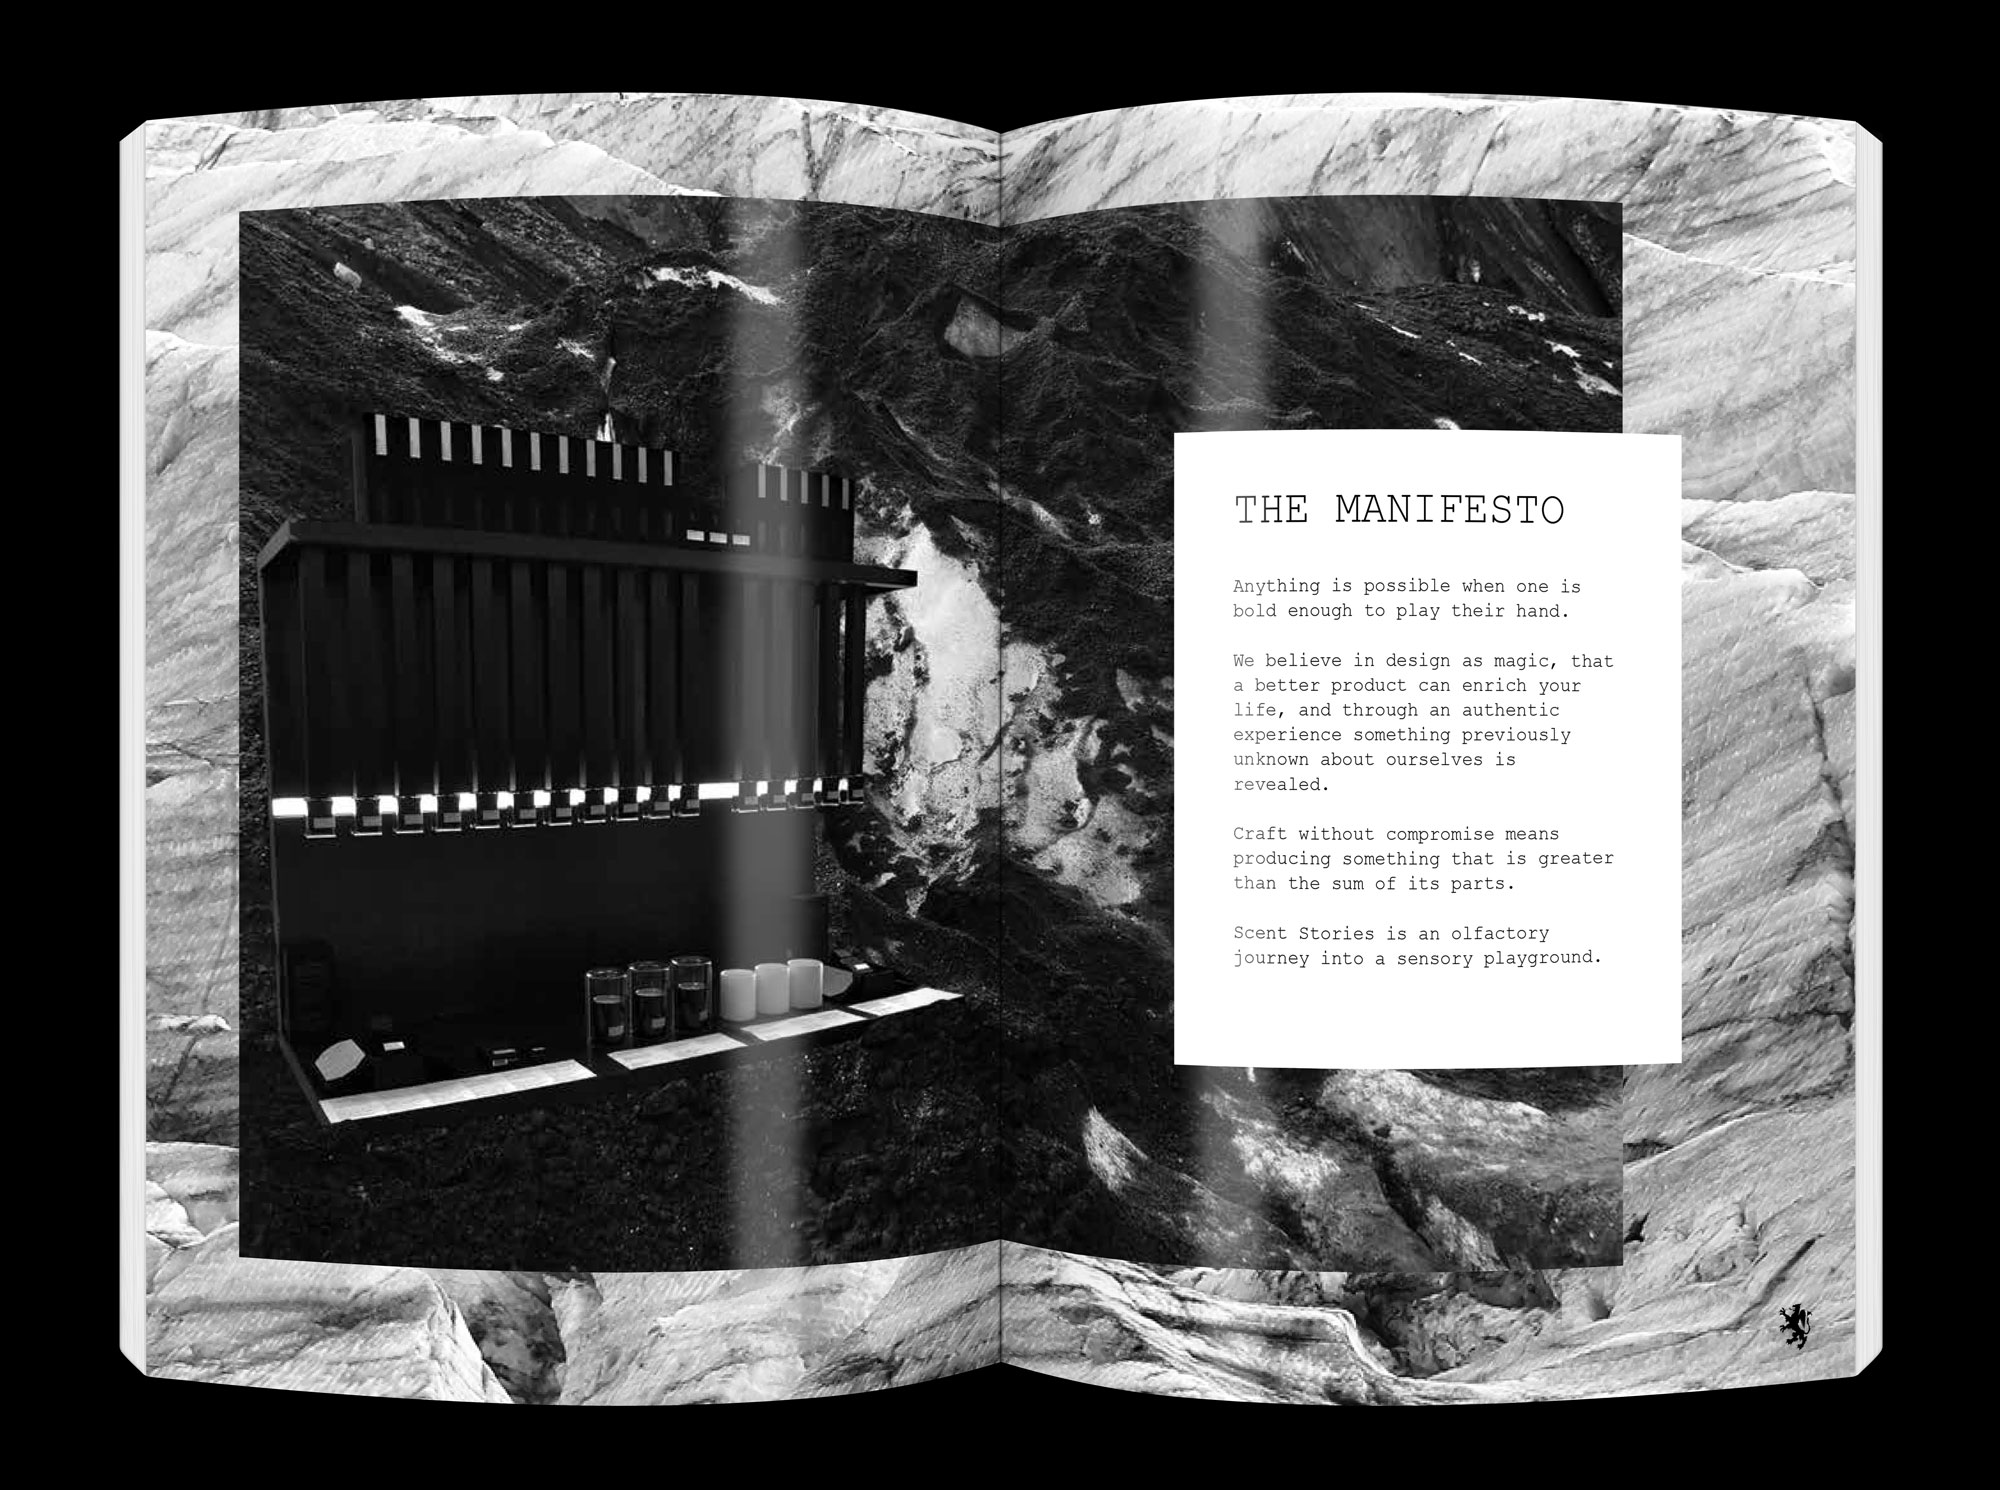 THE MANIFESTO
Anything is possible when one is
bold enough to play their hand.
We believe in design as magic, that
a better product can enrich your
life, and through an authentic
experience something previously
unknown about ourselves is
revealed.
Craft without compromise means
producing something that is greater
than the sum of its parts.
Scent Stories is an olfactory
journey into a sensory playground.